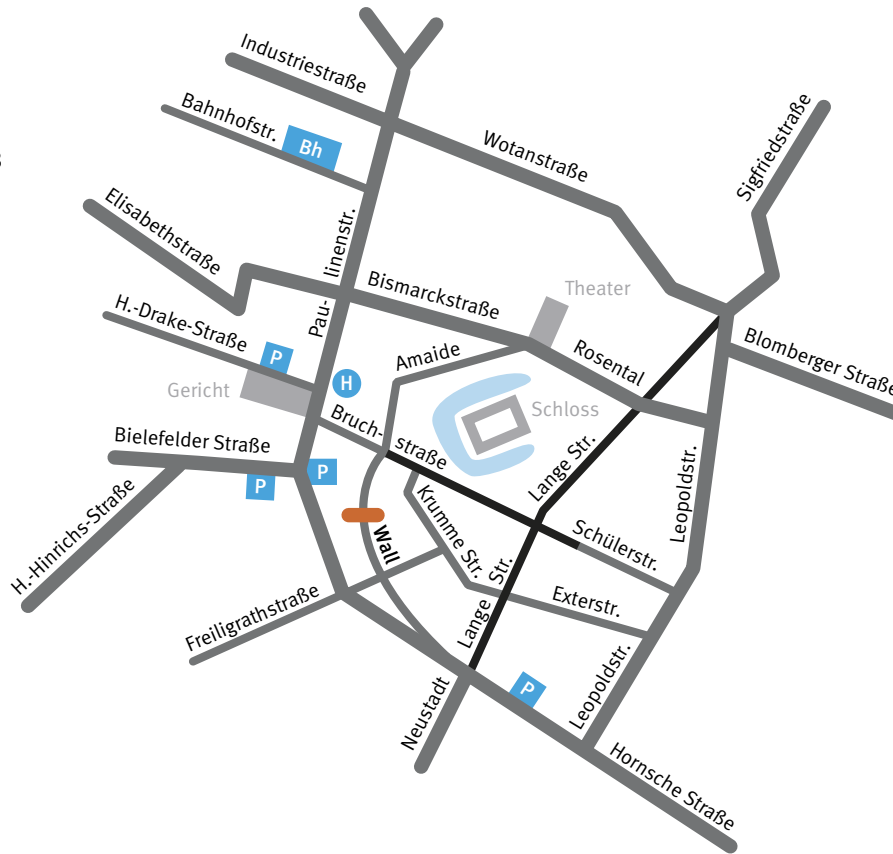 Industriestraße
Bahnhofstr.
Bh
Wotanstraße
Sigfriedstraße
Elisabethstraße
Pau-
linenstr.
Bismarckstraße
Theater
H.-Drake-Straße
P
Amaide
Rosental
Blomberger Straße
Gericht
H
Schloss
Bruch-
straße
Bielefelder Straße
P
P
Lange Str.
Leopoldstr.
H.-Hinrichs-Straße
Krumme Str.
Wall
Schülerstr.
Lange Str.
Exterstr.
Freiligrathstraße
Neustadt
P
Leopoldstr.
Hornsche Straße